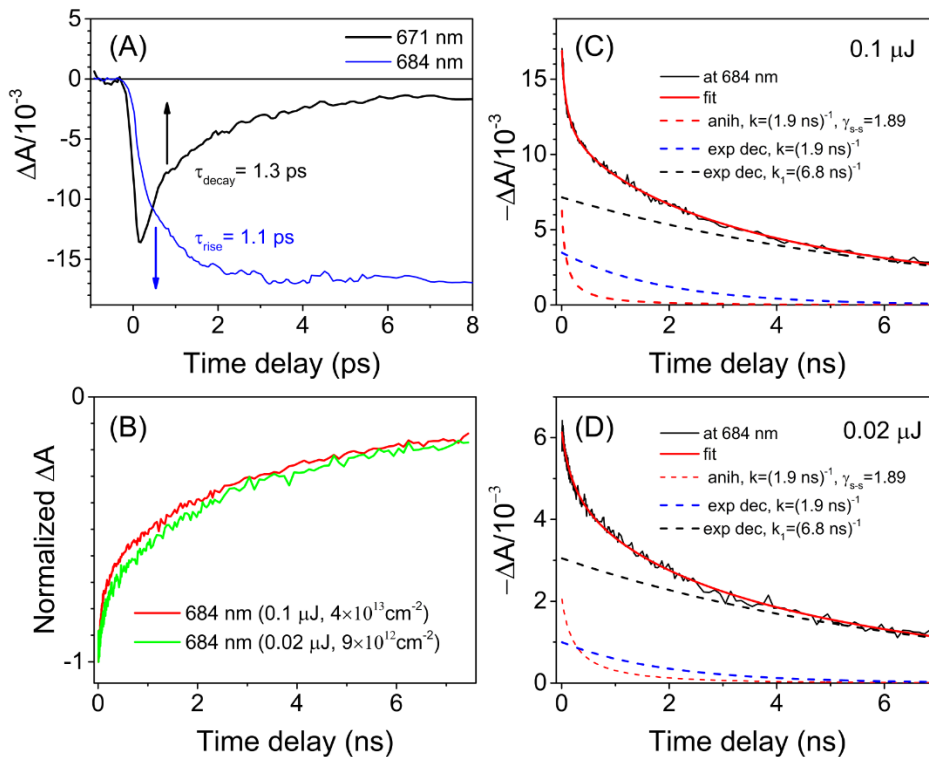 (A)
671 nm
684 nm
τdecay= 1.3 ps
τrise= 1.1 ps
5
0
-5
-10
-15
ΔA/10⁻³
0 2 4 6 8
Time delay (ps)
(C)
0.1 µJ
at 684 nm
fit
anih, k=(1.9 ns)⁻¹, γs-s=1.89
exp dec, k=(1.9 ns)⁻¹
exp dec, k₁=(6.8 ns)⁻¹
15
10
5
0
−ΔA/10⁻³
0 2 4 6
Time delay (ns)
(B)
0
-1
Normalized ΔA
684 nm (0.1 µJ, 4×10¹³cm⁻²)
684 nm (0.02 µJ, 9×10¹²cm⁻²)
0 2 4 6
Time delay (ns)
(D)
0.02 µJ
at 684 nm
fit
anih, k=(1.9 ns)⁻¹, γs-s=1.89
exp dec, k=(1.9 ns)⁻¹
exp dec, k₁=(6.8 ns)⁻¹
6
4
2
0
−ΔA/10⁻³
0 2 4 6
Time delay (ns)